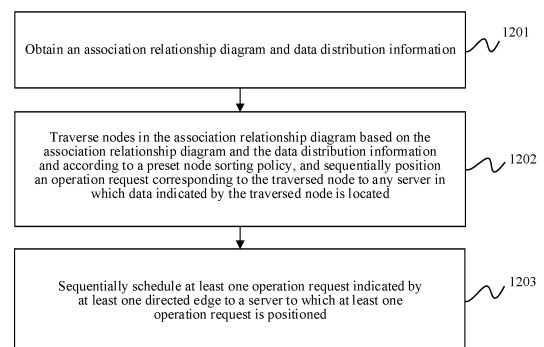 Obtain an association relationship diagram and data distribution information
1201
Traverse nodes in the association relationship diagram based on the
association relationship diagram and the data distribution information
and according to a preset node sorting policy, and sequentially position
an operation request corresponding to the traversed node to any server in
which data indicated by the traversed node is located
1202
Sequentially schedule at least one operation request indicated by
at least one directed edge to a server to which at least one
operation request is positioned
1203